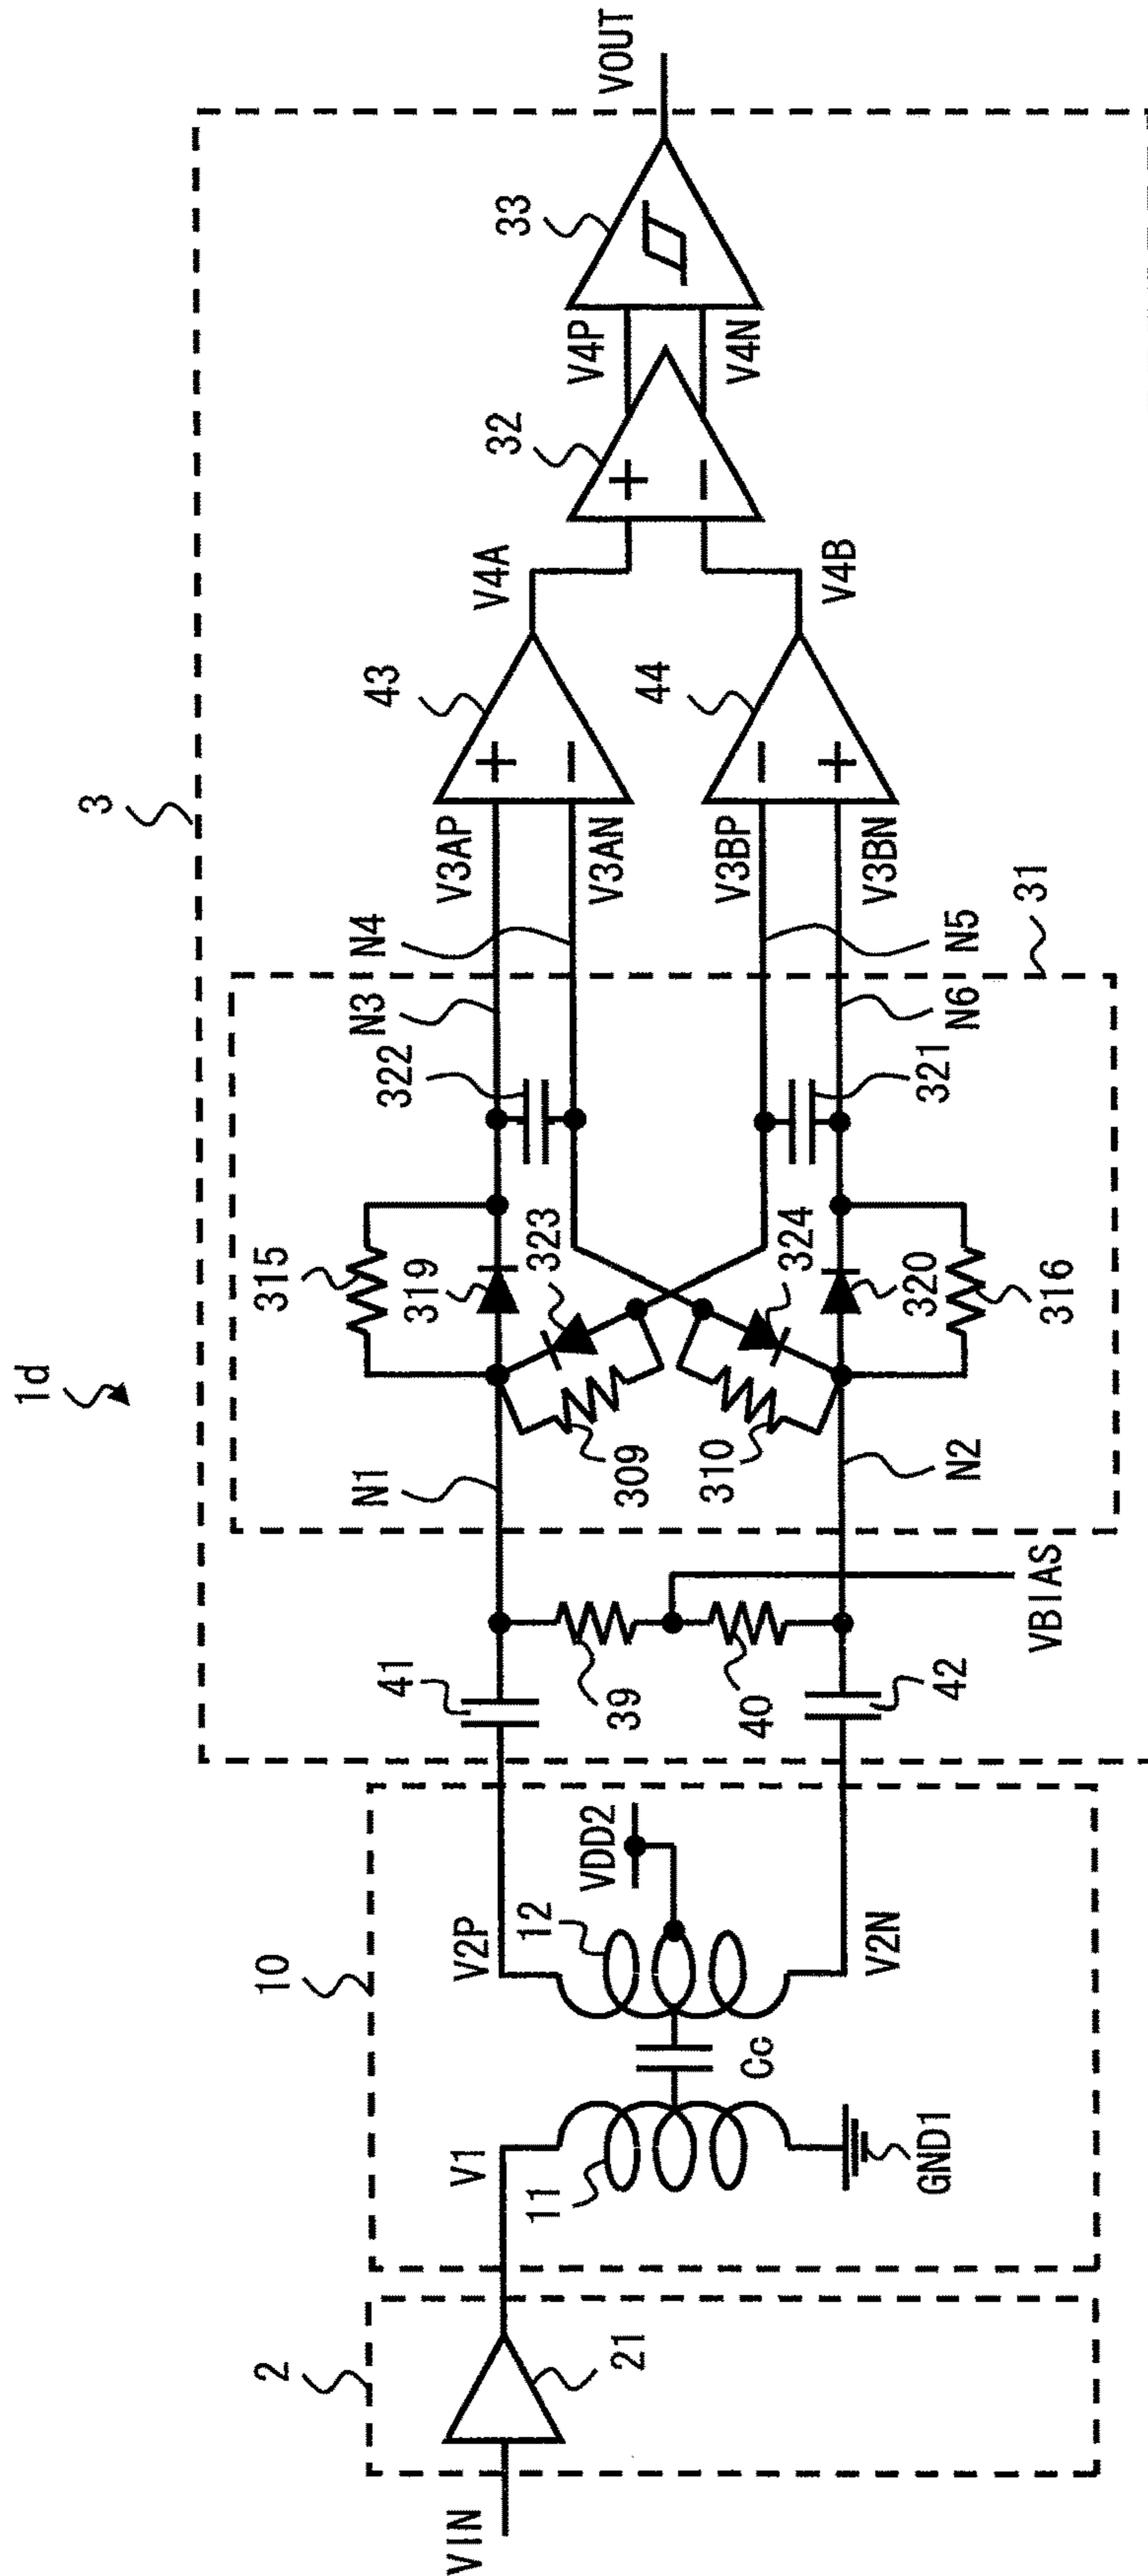 1d
3
10
2
VIN
21
V1
11
GND1
Cc
12
VDD2
V2P
V2N
41
42
39
40
VBIAS
N1
N2
315
319
323
309
310
324
320
316
322
321
N3
N4
N5
N6
31
V3AP
V3AN
V3BP
V3BN
43
44
+
−
−
+
V4A
V4B
32
+
−
V4P
V4N
33
VOUT